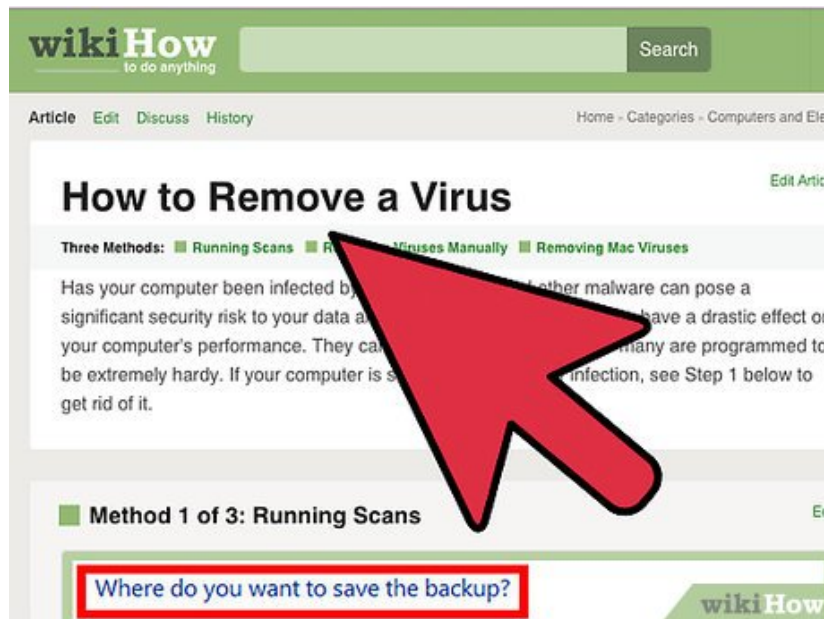 wikiHow
to do anything
Search
Article Edit Discuss History
Home » Categories » Computers and Ele
How to Remove a Virus
Edit Artic
Three Methods: Running Scans Viruses Manually Removing Mac Viruses
Has your computer been infected by other malware can pose a
significant security risk to your data have a drastic effect on
your computer's performance. They many are programmed to
be extremely hardy. If your computer is infection, see Step 1 below to
get rid of it.
Method 1 of 3: Running Scans
Where do you want to save the backup?
wikiHow